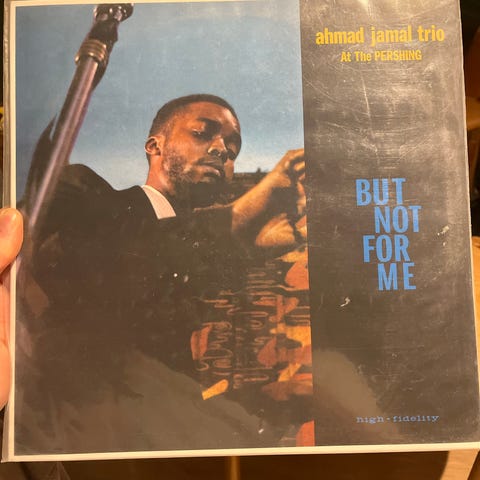 ahmad jamal trio
At The PERSHING
BUT
NOT
FOR
ME
high-fidelity